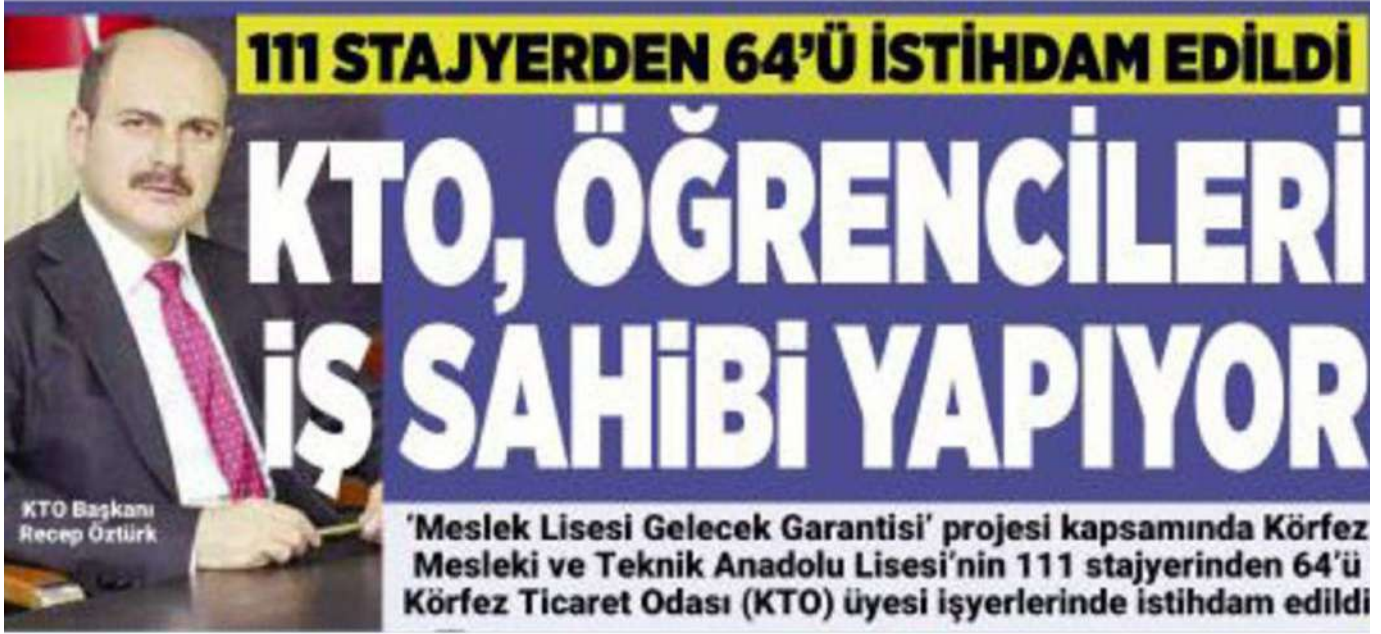 111 STAJYERDEN 64'Ü İSTİHDAM EDİLDİ
KTO, ÖĞRENCİLERİ
İŞ SAHİBİ YAPIYOR
KTO Başkanı
Recep Öztürk
'Meslek Lisesi Gelecek Garantisi' projesi kapsamında Körfez
Mesleki ve Teknik Anadolu Lisesi'nin 111 stajyerinden 64'ü
Körfez Ticaret Odası (KTO) üyesi işyerlerinde istihdam edildi